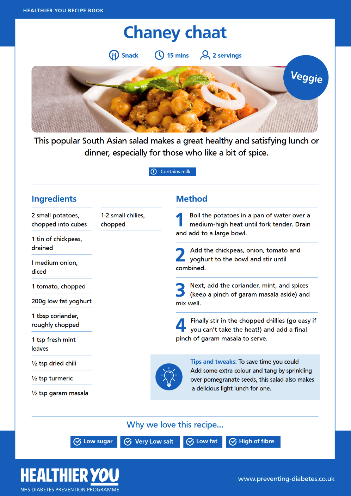 HEALTHIER YOU RECIPE BOOK
Chaney chaat
Snack
15 mins
2 servings
Veggie
This popular South Asian salad makes a great healthy and satisfying lunch or
dinner, especially for those who like a bit of spice.
Contains milk
Ingredients
2 small potatoes,
chopped into cubes
1 tin of chickpeas,
drained
I medium onion,
diced
1 tomato, chopped
200g low fat yoghurt
1 tbsp coriander,
roughly chopped
1 tsp fresh mint
leaves
½ tsp dried chili
½ tsp turmeric
½ tsp garam masala
1-2 small chilies,
chopped
Method
1 Boil the potatoes in a pan of water over a
medium-high heat until fork tender. Drain
and add to a large bowl.
2 Add the chickpeas, onion, tomato and
yoghurt to the bowl and stir until
combined.
3 Next, add the coriander, mint, and spices
(keep a pinch of garam masala aside) and
mix well.
4 Finally stir in the chopped chillies (go easy if
you can't take the heat!) and add a final
pinch of garam masala to serve.
Tips and tweaks: To save time you could
Add some extra colour and tang by sprinkling
over pomegranate seeds, this salad also makes
a delicious light lunch for one.
Why we love this recipe...
Low sugar
Very Low salt
Low fat
High of fibre
HEALTHIER YOU
NHS DIABETES PREVENTION PROGRAMME
www.preventing-diabetes.co.uk